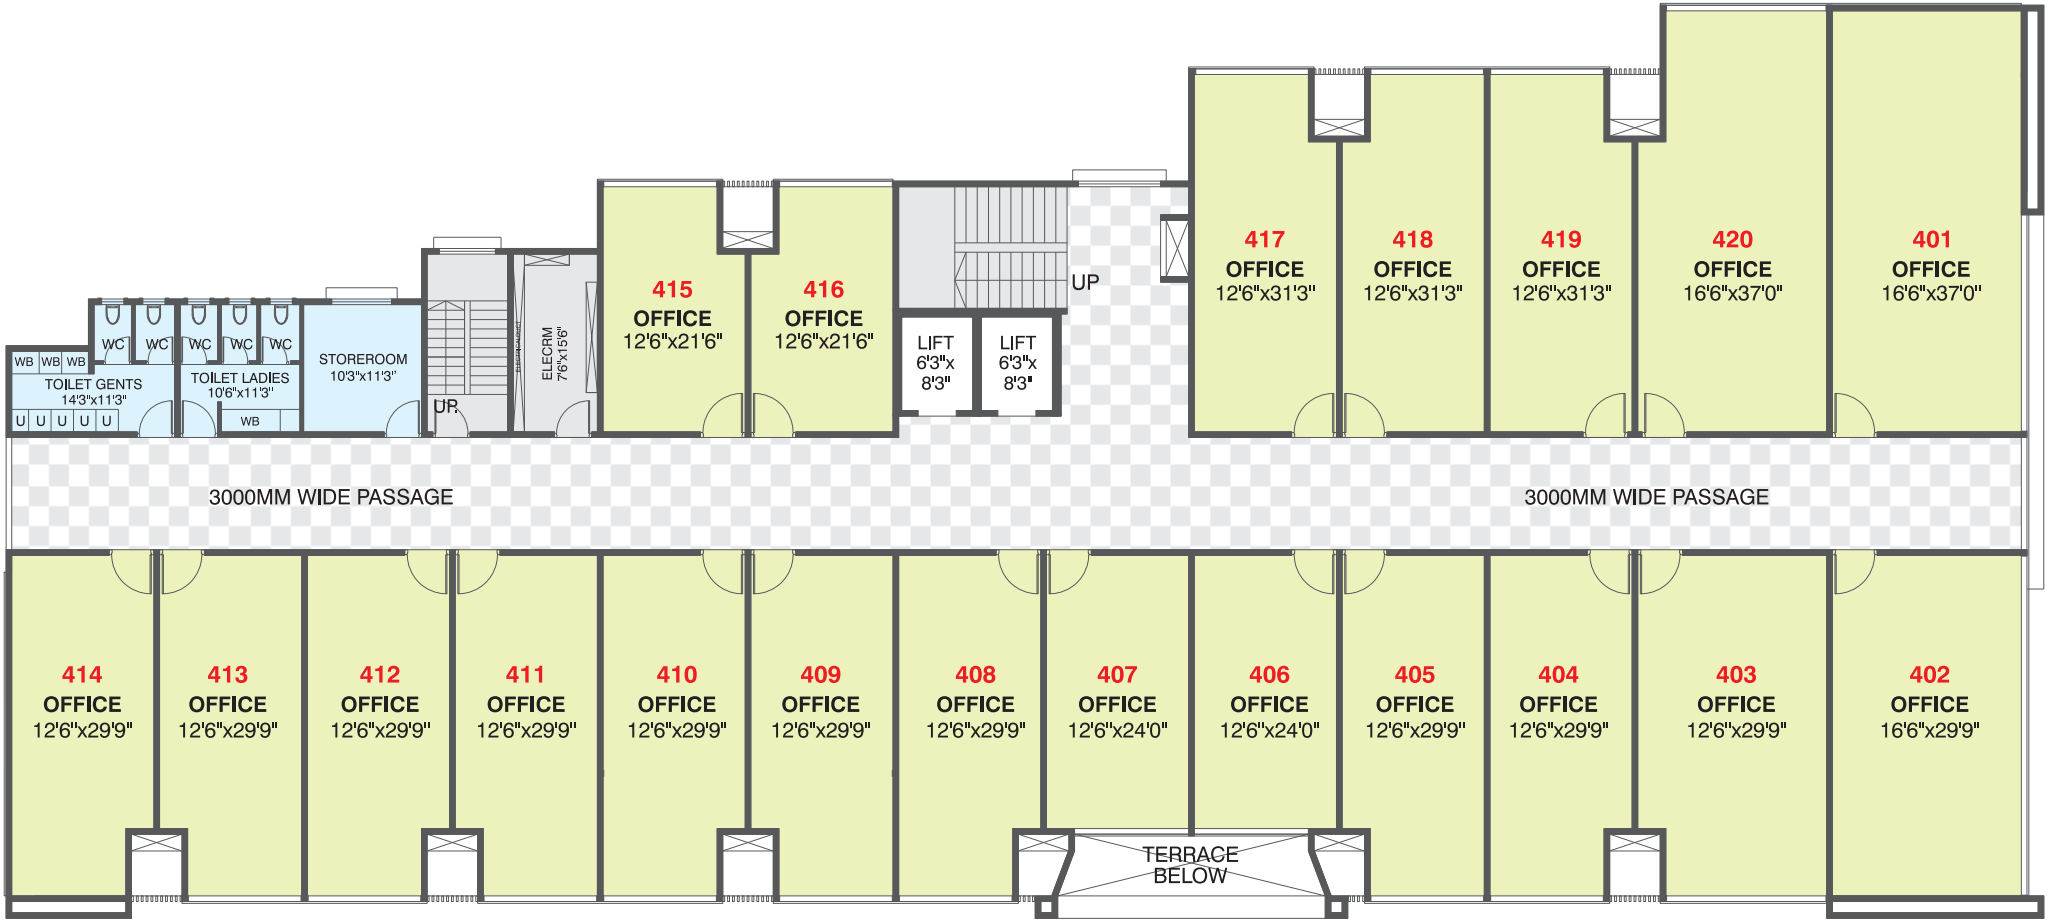 417
OFFICE
12'6"x31'3"
418
OFFICE
12'6"x31'3"
419
OFFICE
12'6"x31'3"
420
OFFICE
16'6"x37'0"
401
OFFICE
16'6"x37'0"
415
OFFICE
12'6"x21'6"
416
OFFICE
12'6"x21'6"
UP
LIFT
6'3"x
8'3"
LIFT
6'3"x
8'3"
WC
WC
WC
WC
WC
WB WB WB
TOILET GENTS
14'3"x11'3"
U U U U U
TOILET LADIES
10'6"x11'3"
WB
STOREROOM
10'3"x11'3"
UP
ELECRM
7'6"x15'6"
3000MM WIDE PASSAGE
3000MM WIDE PASSAGE
414
OFFICE
12'6"x29'9"
413
OFFICE
12'6"x29'9"
412
OFFICE
12'6"x29'9"
411
OFFICE
12'6"x29'9"
410
OFFICE
12'6"x29'9"
409
OFFICE
12'6"x29'9"
408
OFFICE
12'6"x29'9"
407
OFFICE
12'6"x24'0"
406
OFFICE
12'6"x24'0"
405
OFFICE
12'6"x29'9"
404
OFFICE
12'6"x29'9"
403
OFFICE
12'6"x29'9"
402
OFFICE
16'6"x29'9"
TERRACE
BELOW